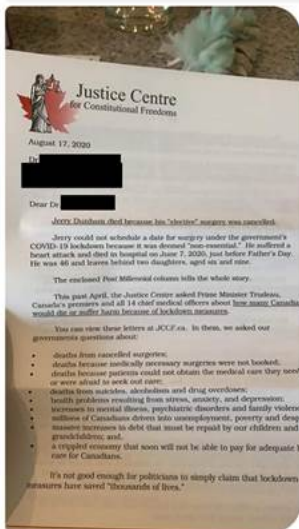 Justice Centre
for Constitutional Freedoms
August 17, 2020
Dr
Dear Dr
Jerry Dunham died because his "elective" surgery was cancelled.
Jerry could not schedule a date for surgery under the government's
COVID-19 lockdown because it was deemed "non-essential." He suffered a
heart attack and died in hospital on June 7, 2020, just before Father's Day.
He was 46 and leaves behind two daughters, aged six and nine.
The enclosed Post Millennial column tells the whole story.
This past April, the Justice Centre asked Prime Minister Trudeau,
Canada's premiers and all 14 chief medical officers about how many Canadia
would die or suffer harm because of lockdown measures.
You can view these letters at JCCF.ca. In them, we asked our
governments questions about:
• deaths from cancelled surgeries;
• deaths because medically necessary surgeries were not booked;
• deaths because patients could not obtain the medical care they need
or were afraid to seek out care;
• deaths from suicides, alcoholism and drug overdoses;
• health problems resulting from stress, anxiety, and depression;
• increases to mental illness, psychiatric disorders and family violenc
• millions of Canadians driven into unemployment, poverty and desp
• massive increases in debt that must be repaid by our children and
grandchildren; and,
• a crippled economy that soon will not be able to pay for adequate h
care for Canadians.
It's not good enough for politicians to simply claim that lockdown
measures have saved "thousands of lives."